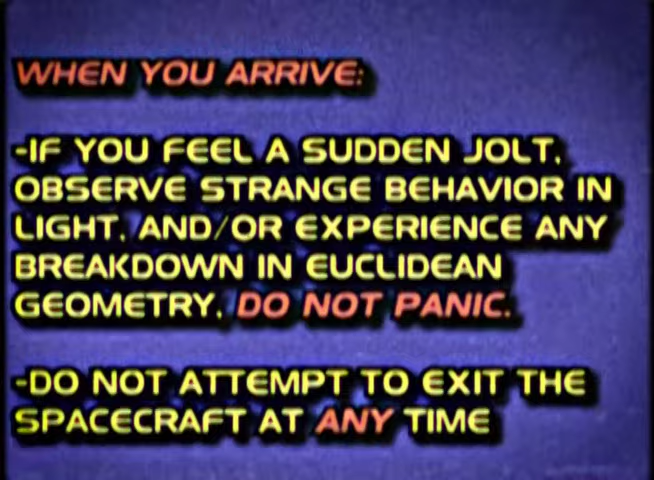 WHEN YOU ARRIVE:
-IF YOU FEEL A SUDDEN JOLT,
OBSERVE STRANGE BEHAVIOR IN
LIGHT, AND/OR EXPERIENCE ANY
BREAKDOWN IN EUCLIDEAN
GEOMETRY, DO NOT PANIC.
-DO NOT ATTEMPT TO EXIT THE
SPACECRAFT AT ANY TIME